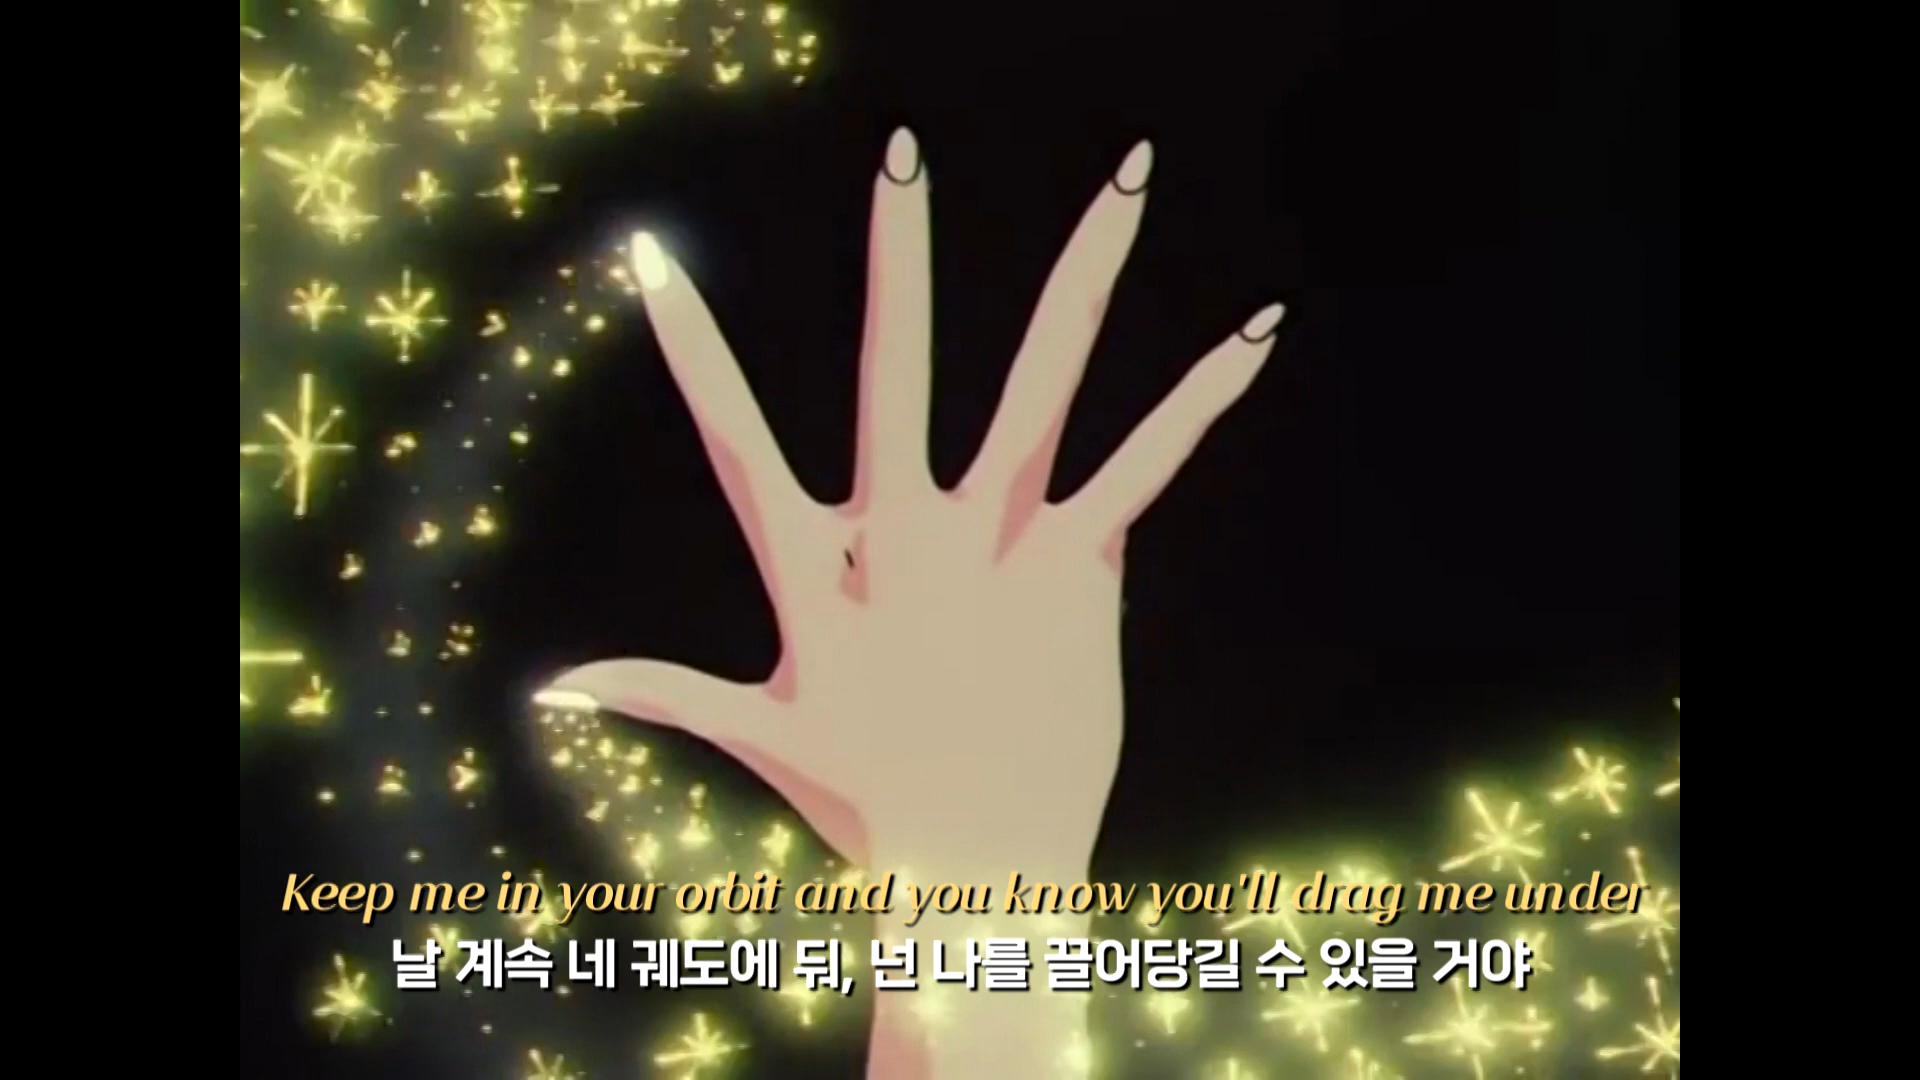 Keep me in your orbit and you know you'll drag me under
날 계속 네 궤도에 둬, 넌 나를 끌어당길 수 있을 거야